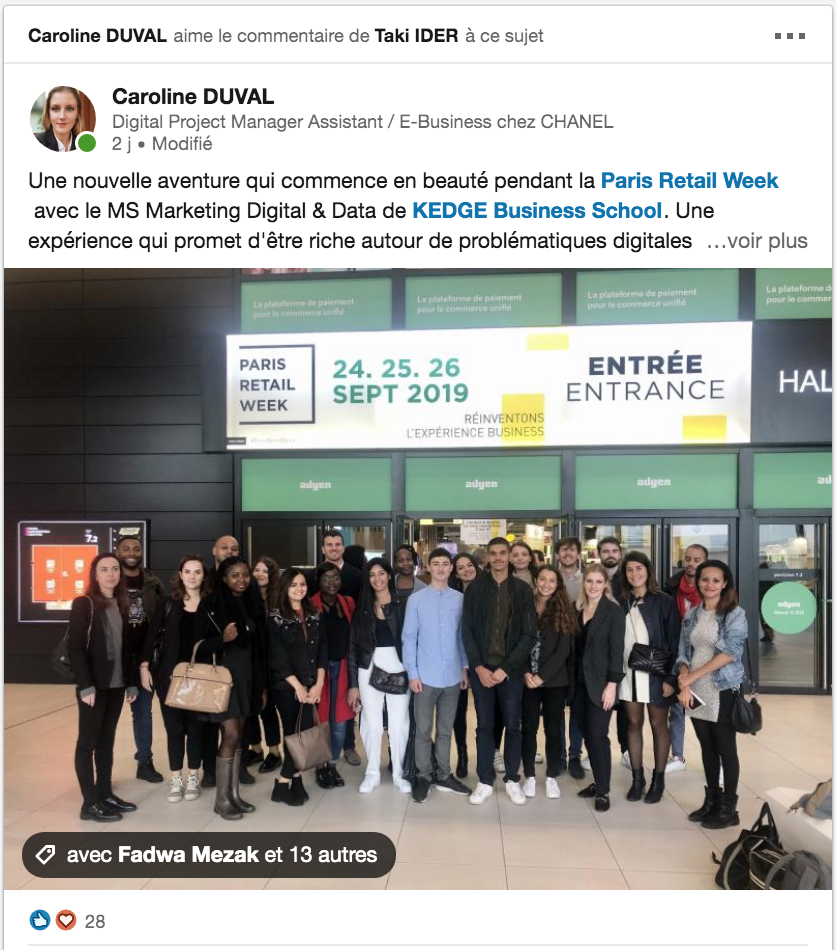 Caroline DUVAL aime le commentaire de Taki IDER à ce sujet
Caroline DUVAL
Digital Project Manager Assistant / E-Business chez CHANEL
2 j • Modifié
Une nouvelle aventure qui commence en beauté pendant la Paris Retail Week
avec le MS Marketing Digital & Data de KEDGE Business School. Une
expérience qui promet d'être riche autour de problématiques digitales …voir plus
La plateforme de paiement
pour le commerce unifié
La plateforme de paiement
pour le commerce unifié
La plateforme de paiement
pour le commerce unifié
La plateforme d
pour le commer
PARIS
RETAIL
WEEK
24. 25. 26
SEPT 2019
RÉINVENTONS
L'EXPÉRIENCE BUSINESS
ENTRÉE
ENTRANCE
HAL
adyen
adyen
adyen
ad
7.2
adyen
avec Fadwa Mezak et 13 autres
28